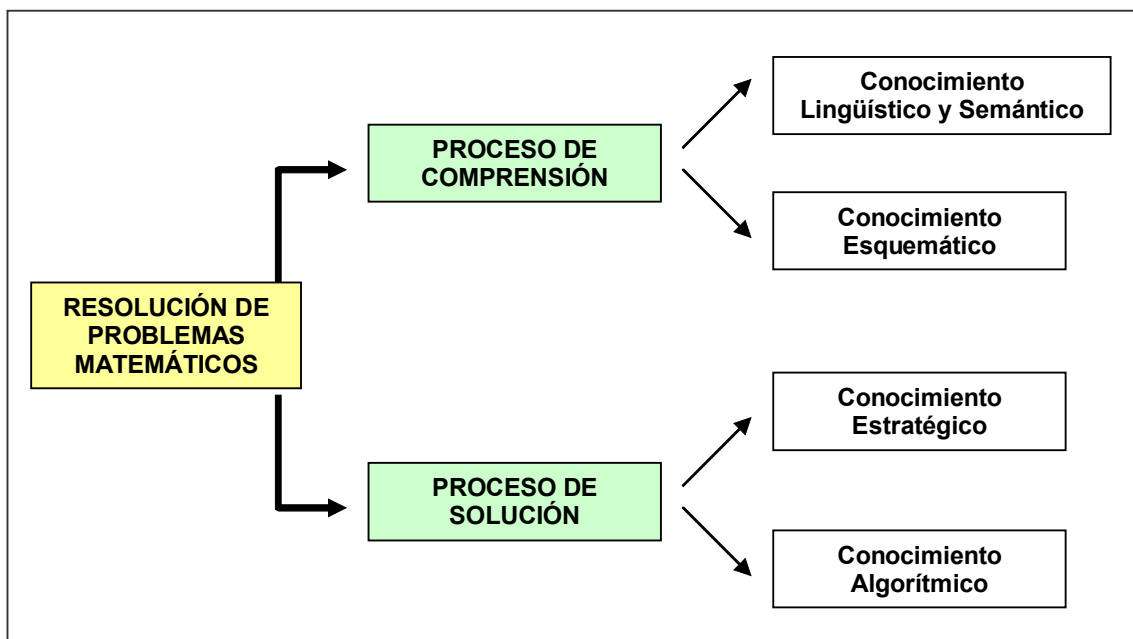 RESOLUCIÓN DE
PROBLEMAS
MATEMÁTICOS
PROCESO DE
COMPRENSIÓN
Conocimiento
Lingüístico y Semántico
Conocimiento
Esquemático
PROCESO DE
SOLUCIÓN
Conocimiento
Estratégico
Conocimiento
Algorítmico